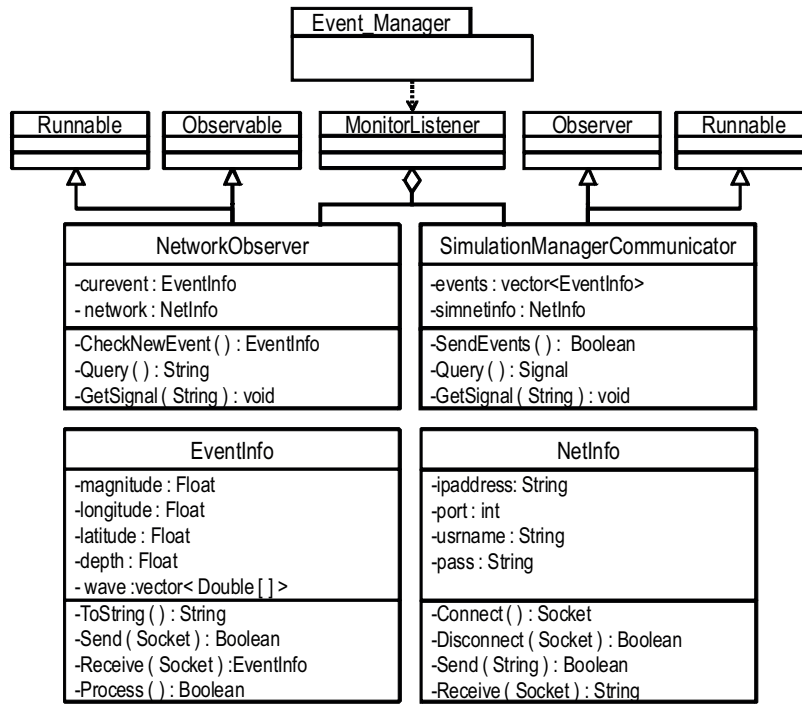 Event_Manager
Runnable
Observable
MonitorListener
Observer
Runnable
NetworkObserver
-curevent : EventInfo
- network : NetInfo
-CheckNewEvent ( ) : EventInfo
-Query ( ) : String
-GetSignal ( String ) : void
SimulationManagerCommunicator
-events : vector<EventInfo>
-simnetinfo : NetInfo
-SendEvents ( ) : Boolean
-Query ( ) : Signal
-GetSignal ( String ) : void
EventInfo
-magnitude : Float
-longitude : Float
-latitude : Float
-depth : Float
- wave :vector< Double [ ] >
-ToString ( ) : String
-Send ( Socket ) : Boolean
-Receive ( Socket ) :EventInfo
-Process ( ) : Boolean
NetInfo
-ipaddress: String
-port : int
-usrname : String
-pass : String
-Connect ( ) : Socket
-Disconnect ( Socket ) : Boolean
-Send ( String ) : Boolean
-Receive ( Socket ) : String